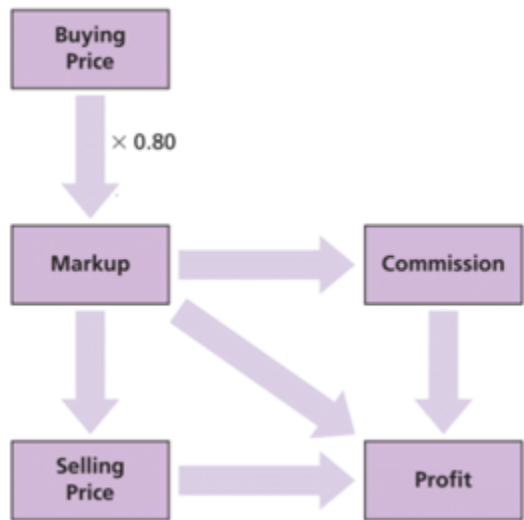 Buying
Price
× 0.80
Markup
Commission
Selling
Price
Profit